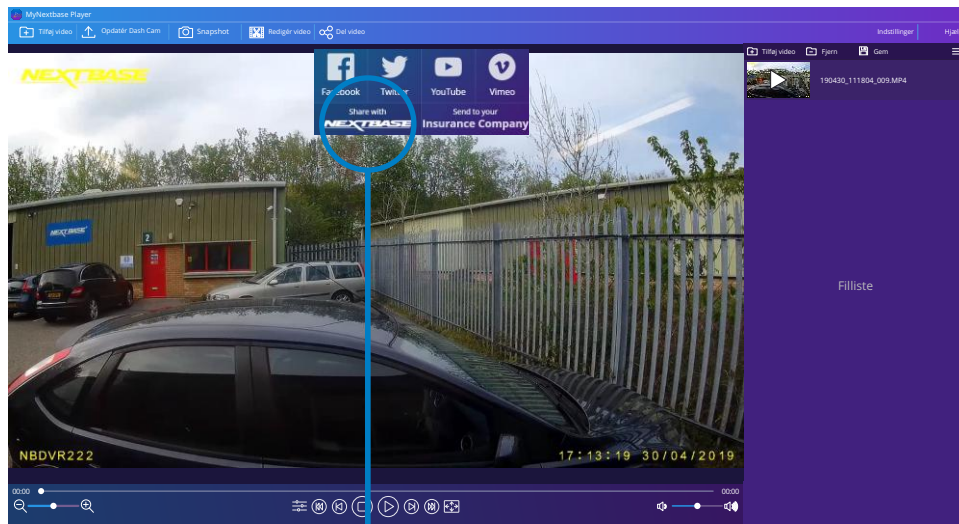 MyNextbase Player
Tilføj video Opdatér Dash Cam Snapshot Redigér video Del video Indstillinger Hjæl
Tilføj video Fjern Gem
NEXTBASE
Facebook Twitter YouTube Vimeo
Share with
NEXTBASE
Send to your
Insurance Company
190430_111804_009.MP4
NEXTBASE
2
Filliste
NBDVR222 17:13:19 30/04/2019
00:00 00:00